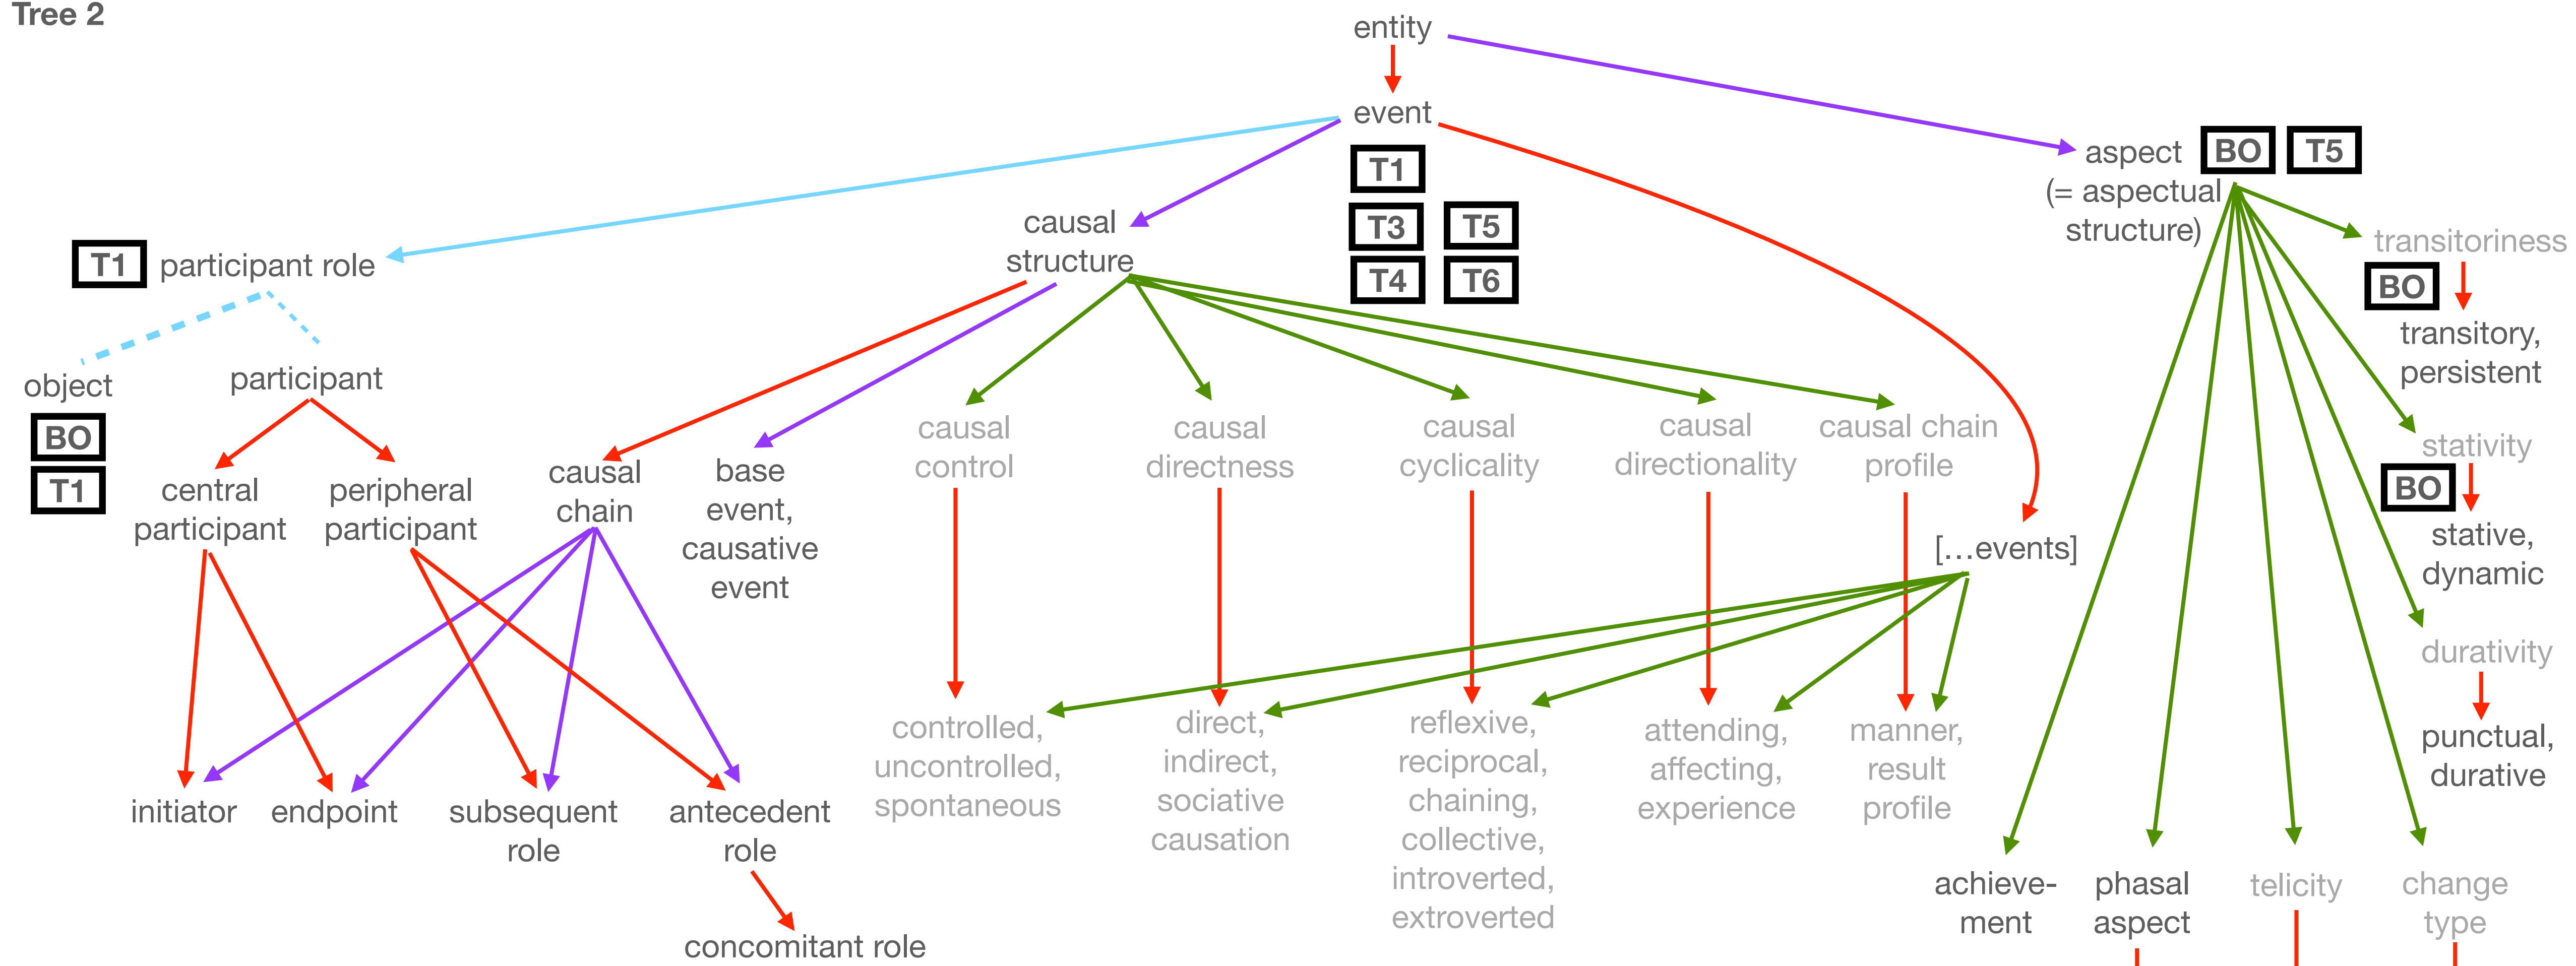 Tree 2
entity
event
T1
T3 T5
T4 T6
aspect BO T5
(= aspectual
structure)
transitoriness
BO
transitory,
persistent
stativity
BO
stative,
dynamic
durativity
punctual,
durative
T1 participant role
causal
structure
object
BO
T1
participant
central
participant
peripheral
participant
causal
chain
base
event,
causative
event
causal
control
causal
directness
causal
cyclicality
causal
directionality
causal chain
profile
[…events]
initiator
endpoint
subsequent
role
antecedent
role
concomitant role
controlled,
uncontrolled,
spontaneous
direct,
indirect,
sociative
causation
reflexive,
reciprocal,
chaining,
collective,
introverted,
extroverted
attending,
affecting,
experience
manner,
result
profile
achieve-
ment
phasal
aspect
telicity
change
type